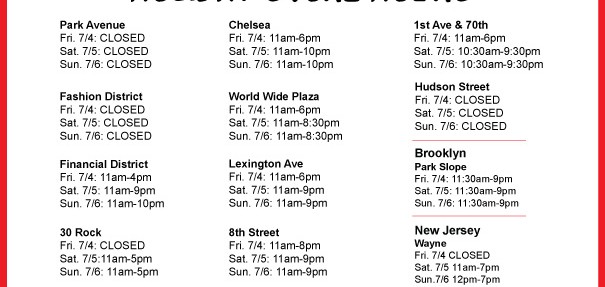 Park Avenue
Fri. 7/4: CLOSED
Sat. 7/5: CLOSED
Sun. 7/6: CLOSED
Fashion District
Fri. 7/4: CLOSED
Sat. 7/5: CLOSED
Sun. 7/6: CLOSED
Financial District
Fri. 7/4: 11am-4pm
Sat. 7/5: 11am-9pm
Sun. 7/6: 11am-10pm
30 Rock
Fri. 7/4: CLOSED
Sat. 7/5:11am-5pm
Sun. 7/6: 11am-5pm
Chelsea
Fri. 7/4: 11am-6pm
Sat. 7/5: 11am-10pm
Sun. 7/6: 11am-10pm
World Wide Plaza
Fri. 7/4: 11am-6pm
Sat. 7/5: 11am-8:30pm
Sun. 7/6: 11am-8:30pm
Lexington Ave
Fri. 7/4: 11am-6pm
Sat. 7/5: 11am-9pm
Sun. 7/6: 11am-9pm
8th Street
Fri. 7/4: 11am-8pm
Sat. 7/5: 11am-9pm
Sun. 7/6: 11am-9pm
1st Ave & 70th
Fri. 7/4: 11am-6pm
Sat. 7/5: 10:30am-9:30pm
Sun. 7/6: 10:30am-9:30pm
Hudson Street
Fri. 7/4: CLOSED
Sat. 7/5: CLOSED
Sun. 7/6: CLOSED
Brooklyn
Park Slope
Fri. 7/4: 11:30am-9pm
Sat. 7/5: 11:30am-9pm
Sun. 7/6: 11:30am-9pm
New Jersey
Wayne
Fri. 7/4 CLOSED
Sat. 7/5 11am-7pm
Sun.7/6 12pm-7pm